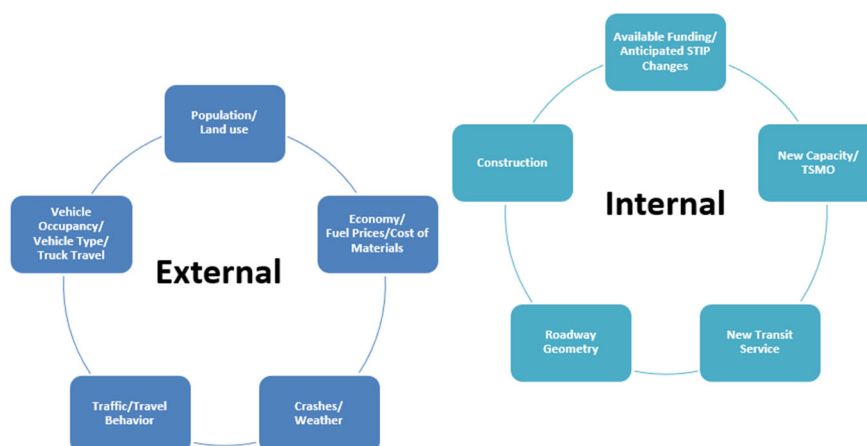 Population/
Land use
Vehicle
Occupancy/
Vehicle Type/
Truck Travel
Economy/
Fuel Prices/Cost of
Materials
External
Traffic/Travel
Behavior
Crashes/
Weather
Available Funding/
Anticipated STIP
Changes
Construction
New Capacity/
TSMO
Internal
Roadway
Geometry
New Transit
Service